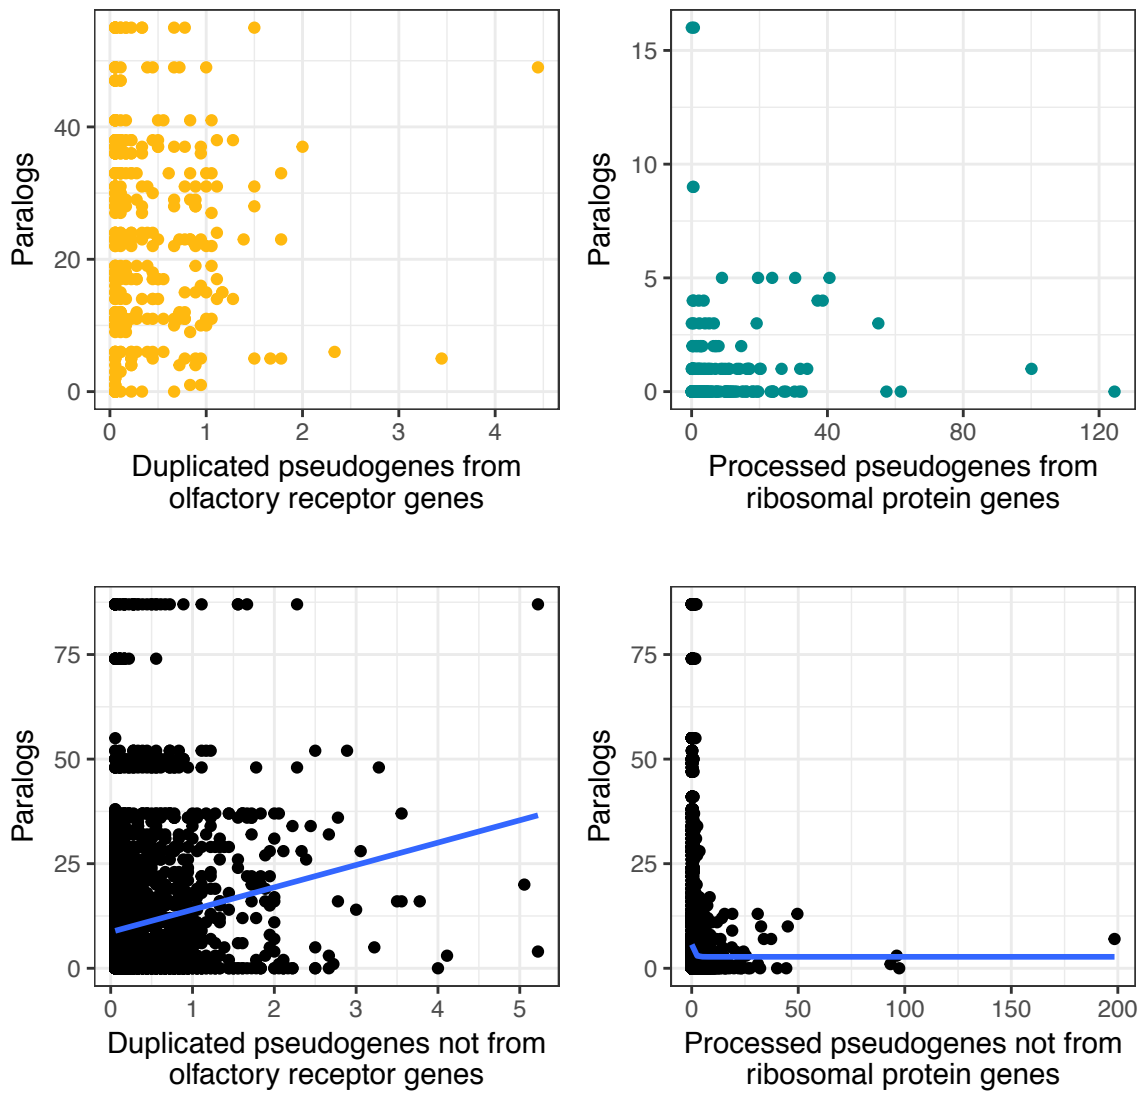 Paralogs
40
20
0
0 1 2 3 4
Duplicated pseudogenes from
olfactory receptor genes
Paralogs
15
10
5
0
0 40 80 120
Processed pseudogenes from
ribosomal protein genes
Paralogs
75
50
25
0
0 1 2 3 4 5
Duplicated pseudogenes not from
olfactory receptor genes
Paralogs
75
50
25
0
0 50 100 150 200
Processed pseudogenes not from
ribosomal protein genes